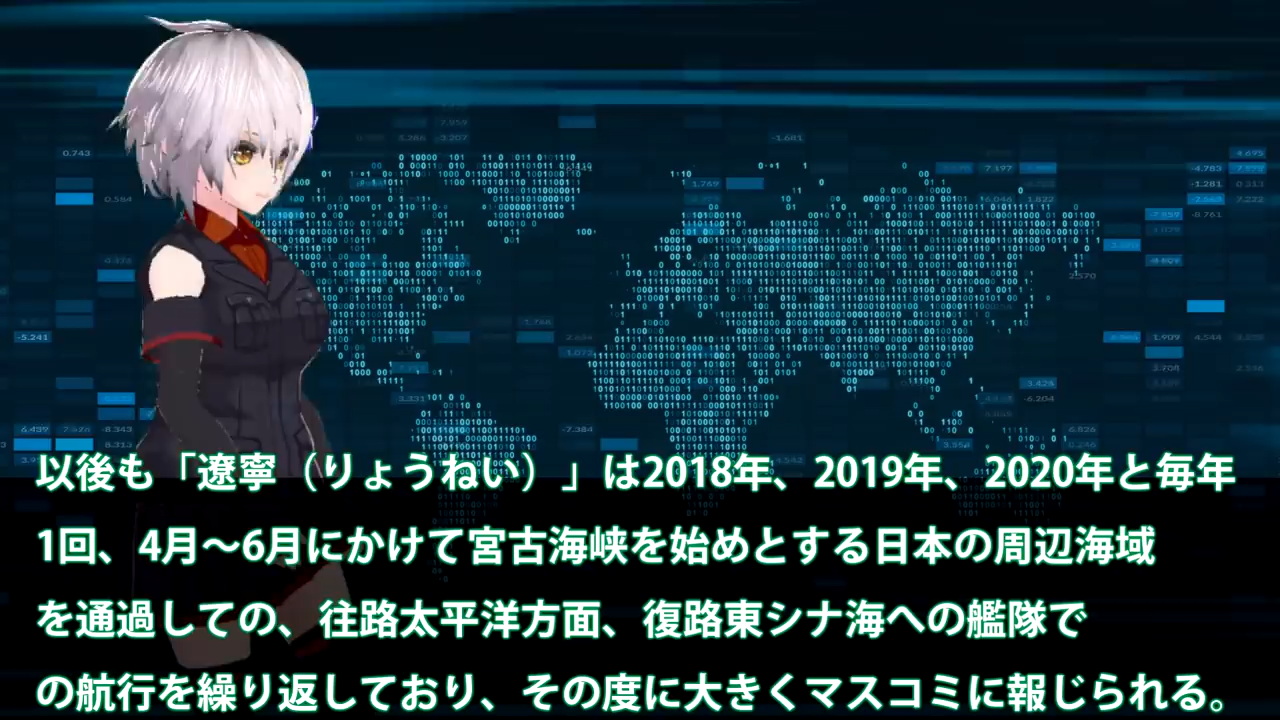 以後も「遼寧（りょうねい）」は2018年、2019年、2020年と毎年
1回、4月～6月にかけて宮古海峡を始めとする日本の周辺海域
を通過しての、往路太平洋方面、復路東シナ海への艦隊で
の航行を繰り返しており、その度に大きくマスコミに報じられる。